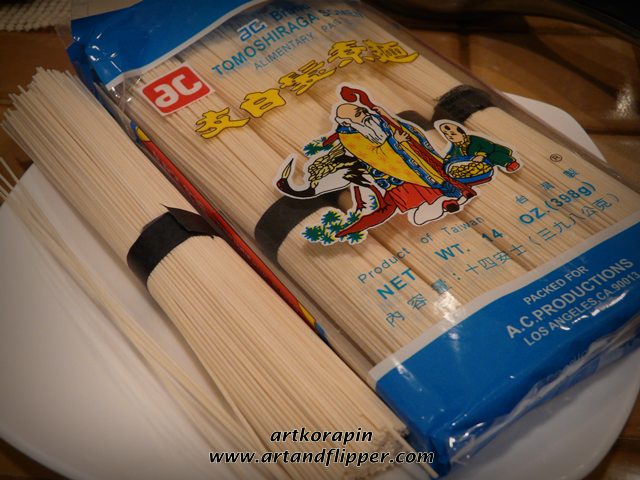 ac BRAND
TOMOSHIRAGA SOMEN
ALIMENTARY PASTE
ac
友白髮素麵
®
Product of Taiwan 台灣製
NET WT. 14 OZ.(398g)
內容量:十四安士(三九八公克)
PACKED FOR
A.C.PRODUCTIONS
LOS ANGELES,CA.90013
artkorapin
www.artandflipper.com